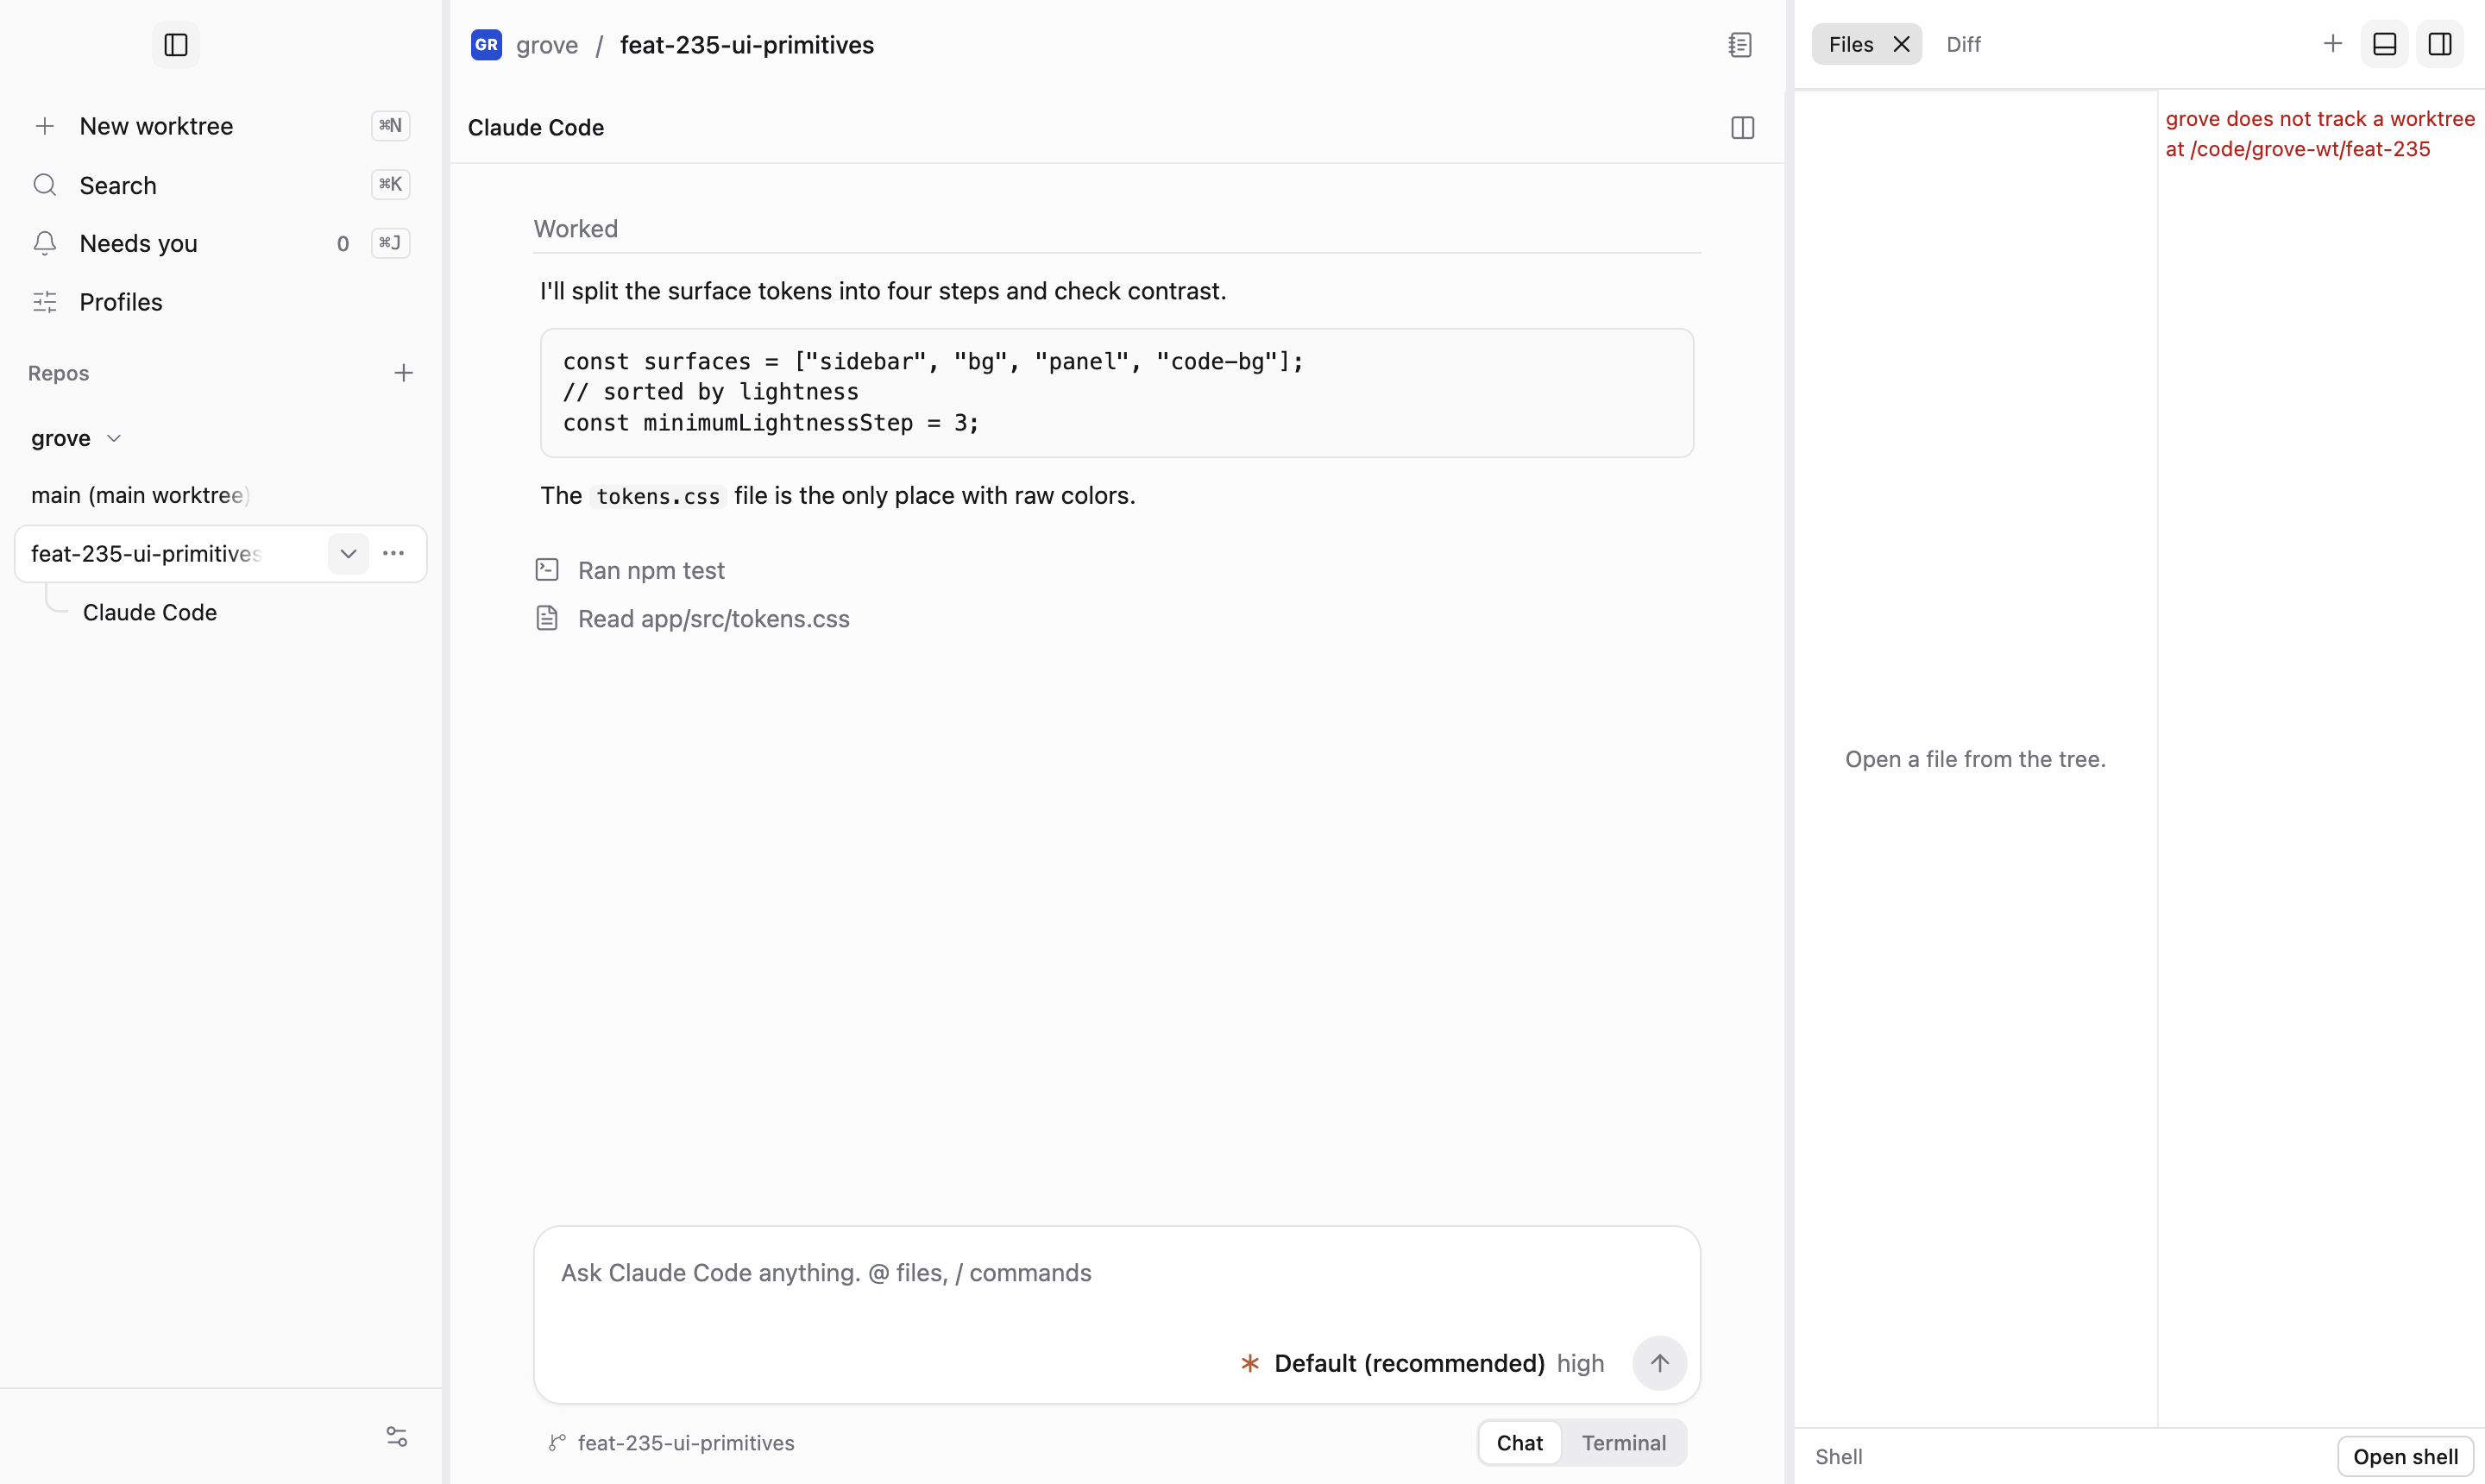 New worktree ⌘N
Search ⌘K
Needs you 0 ⌘J
Profiles
Repos
grove
main (main worktree)
feat-235-ui-primitives
Claude Code
GR grove / feat-235-ui-primitives
Claude Code
Worked
I'll split the surface tokens into four steps and check contrast.
const surfaces = ["sidebar", "bg", "panel", "code-bg"];
// sorted by lightness
const minimumLightnessStep = 3;
The tokens.css file is the only place with raw colors.
Ran npm test
Read app/src/tokens.css
Ask Claude Code anything. @ files, / commands
Default (recommended) high
feat-235-ui-primitives
Chat Terminal
Files Diff
Open a file from the tree.
grove does not track a worktree
at /code/grove-wt/feat-235
Shell Open shell